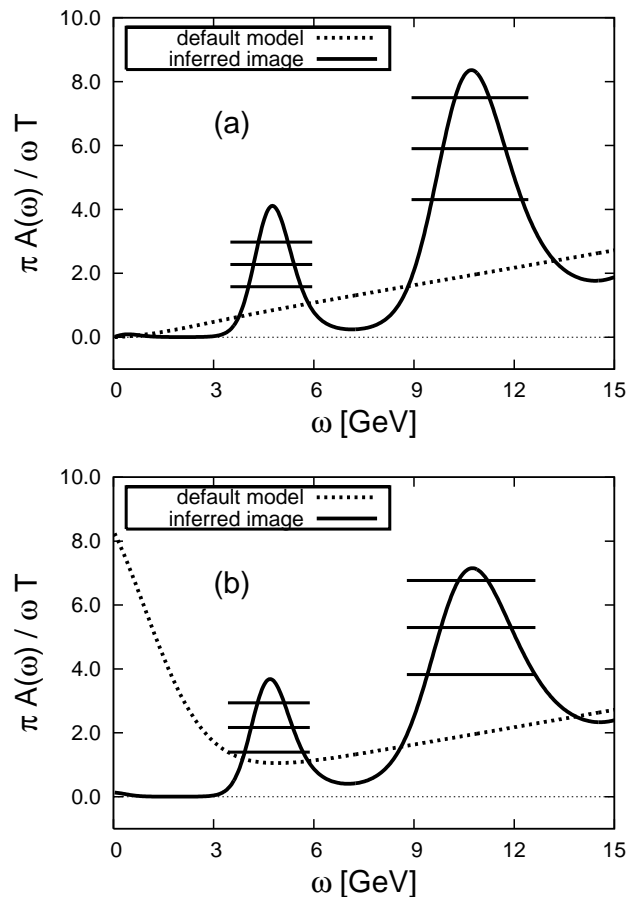 10.0
8.0
6.0
4.0
2.0
0.0
π A(ω) / ω T
default model
inferred image
(a)
0 3 6 9 12 15
ω [GeV]
10.0
8.0
6.0
4.0
2.0
0.0
π A(ω) / ω T
default model
inferred image
(b)
0 3 6 9 12 15
ω [GeV]